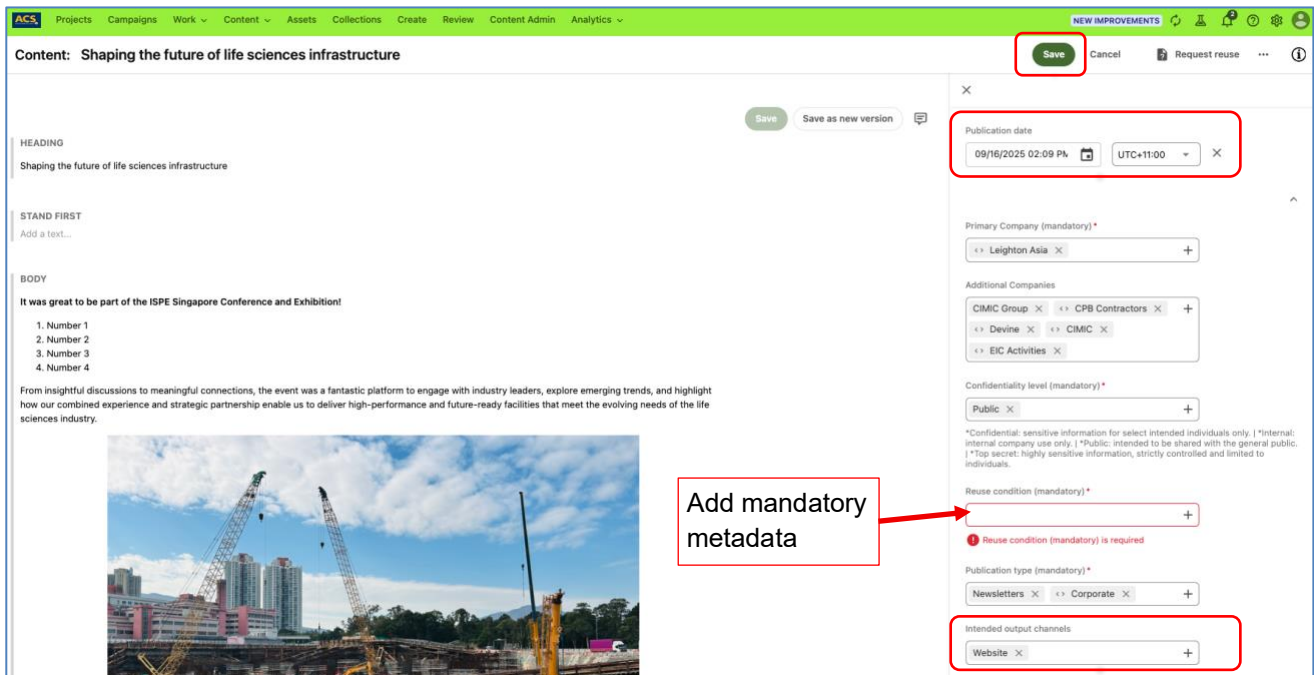 ACS Projects Campaigns Work Content Assets Collections Create Review Content Admin Analytics NEW IMPROVEMENTS 2
Content: Shaping the future of life sciences infrastructure Save Cancel Request reuse ...
Save Save as new version
HEADING
Shaping the future of life sciences infrastructure
STAND FIRST
Add a text...
BODY
It was great to be part of the ISPE Singapore Conference and Exhibition!
1. Number 1
2. Number 2
3. Number 3
4. Number 4
From insightful discussions to meaningful connections, the event was a fantastic platform to engage with industry leaders, explore emerging trends, and highlight
how our combined experience and strategic partnership enable us to deliver high-performance and future-ready facilities that meet the evolving needs of the life
sciences industry.
Add mandatory
metadata
Publication date
09/16/2025 02:09 PM UTC+11:00
Primary Company (mandatory) *
Leighton Asia
Additional Companies
CIMIC Group CPB Contractors
Devine CIMIC
EIC Activities
Confidentiality level (mandatory) *
Public
*Confidential: sensitive information for select intended individuals only. | *Internal:
internal company use only. | *Public: intended to be shared with the general public.
| *Top secret: highly sensitive information, strictly controlled and limited to
individuals.
Reuse condition (mandatory) *
Reuse condition (mandatory) is required
Publication type (mandatory) *
Newsletters Corporate
Intended output channels
Website